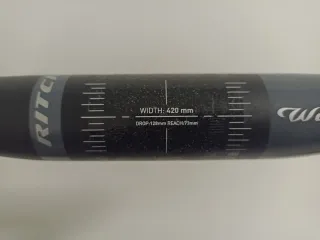 RITC
WIDTH: 420 mm
DROP:128mm REACH:73mm